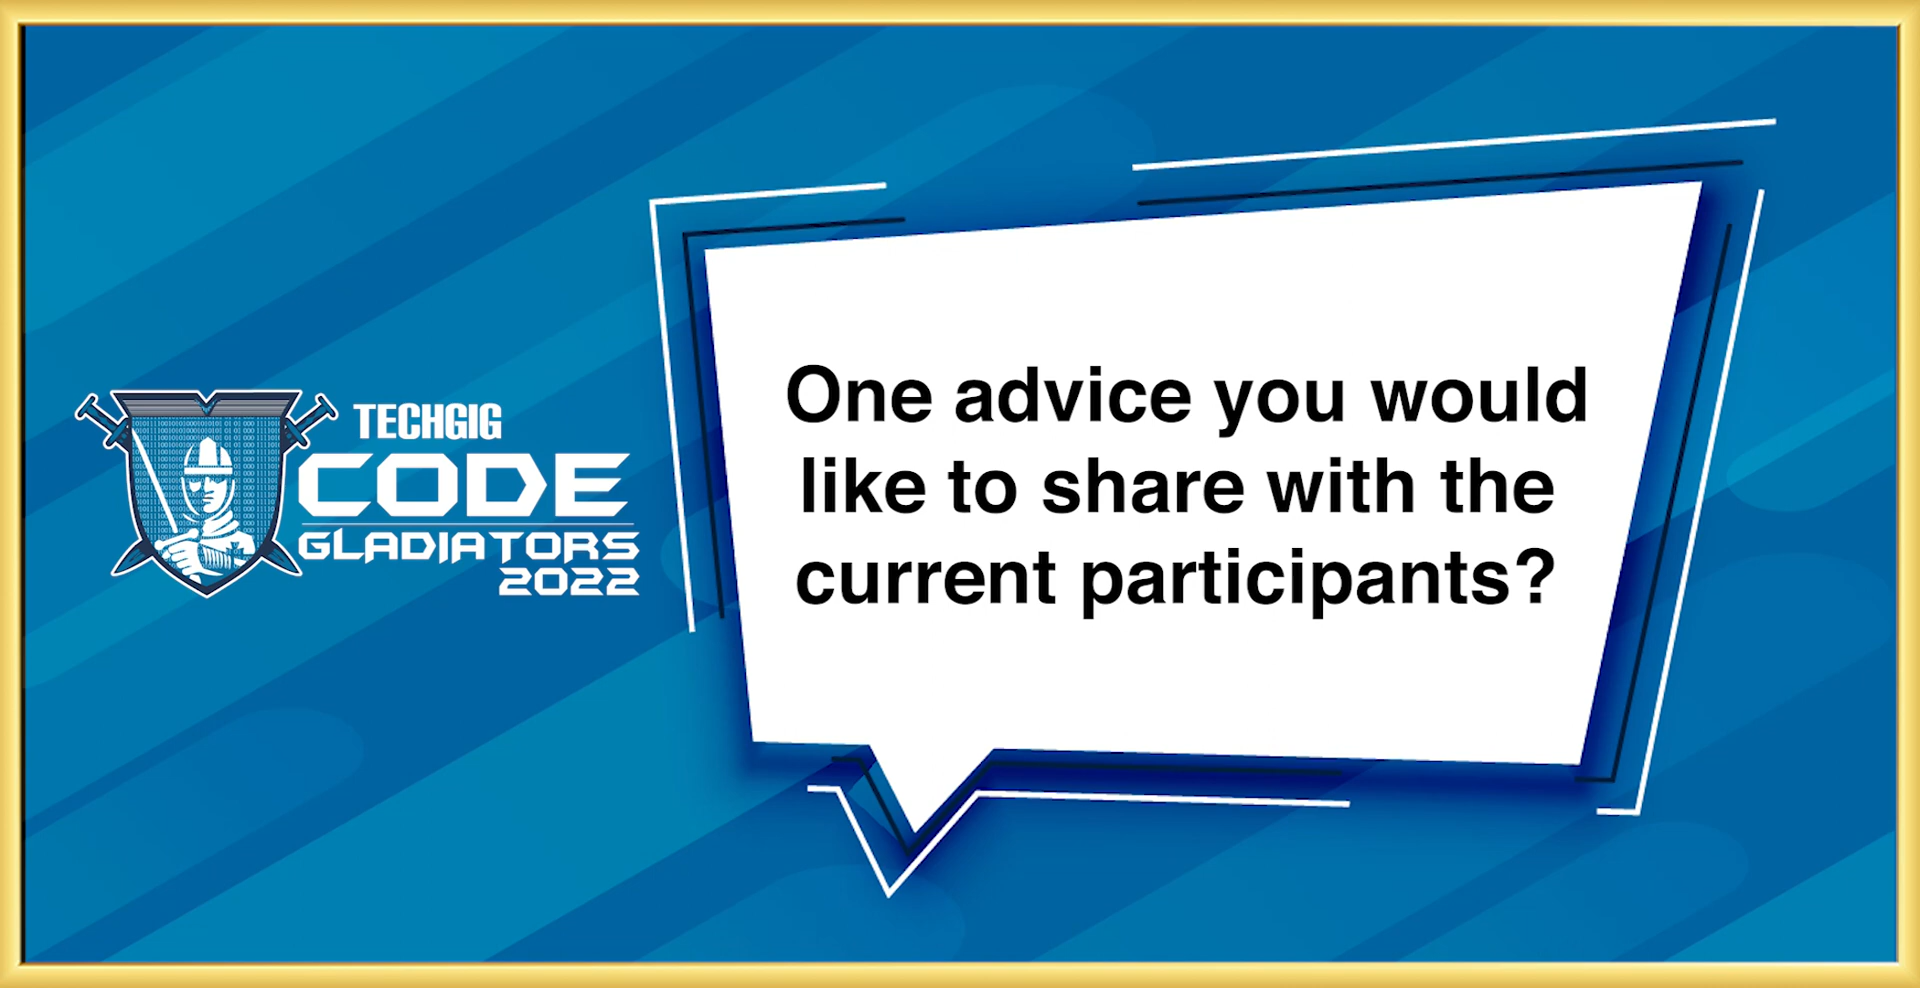 TECHGIG
CODE
GLADIATORS
2022
One advice you would
like to share with the
current participants?